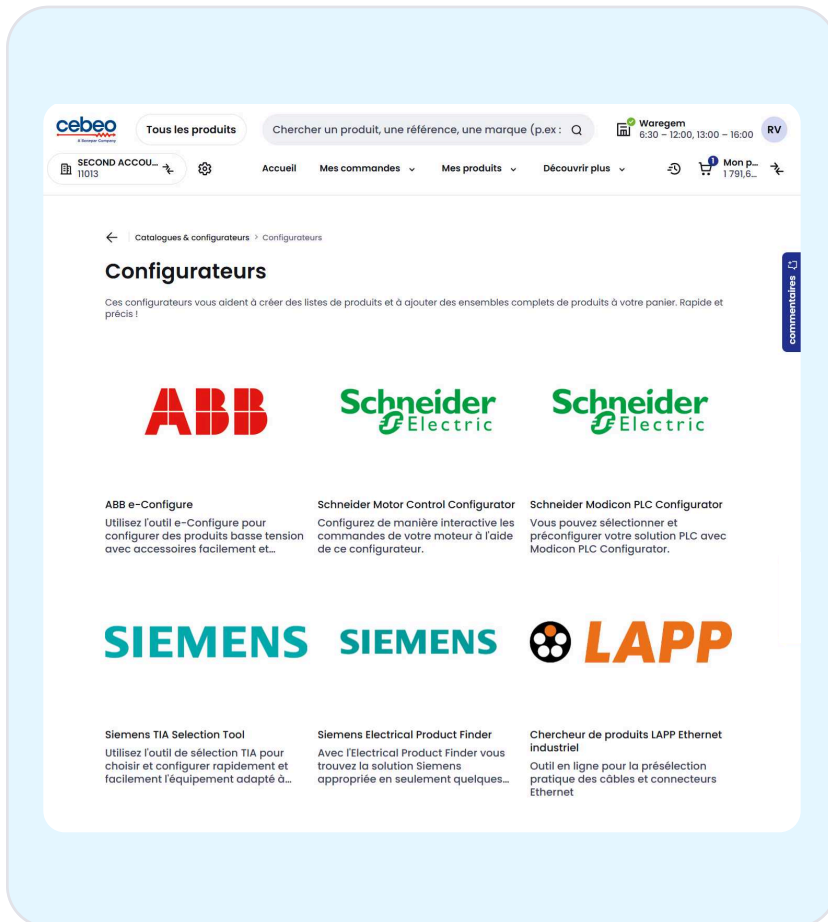 cebeo
A Sonepar Company
Tous les produits
Chercher un produit, une référence, une marque (p.ex :
Waregem
6:30 – 12:00, 13:00 – 16:00
RV
SECOND ACCOU...
11013
Accueil
Mes commandes
Mes produits
Découvrir plus
1
Mon p...
1 791,6...
Catalogues & configurateurs > Configurateurs
Configurateurs
Ces configurateurs vous aident à créer des listes de produits et à ajouter des ensembles complets de produits à votre panier. Rapide et
précis !
commentaires
ABB
Schneider
Electric
Schneider
Electric
ABB e-Configure
Utilisez l'outil e-Configure pour
configurer des produits basse tension
avec accessoires facilement et...
Schneider Motor Control Configurator
Configurez de manière interactive les
commandes de votre moteur à l'aide
de ce configurateur.
Schneider Modicon PLC Configurator
Vous pouvez sélectionner et
préconfigurer votre solution PLC avec
Modicon PLC Configurator.
SIEMENS
SIEMENS
LAPP
Siemens TIA Selection Tool
Utilisez l'outil de sélection TIA pour
choisir et configurer rapidement et
facilement l'équipement adapté à...
Siemens Electrical Product Finder
Avec l'Electrical Product Finder vous
trouvez la solution Siemens
appropriée en seulement quelques...
Chercheur de produits LAPP Ethernet
industriel
Outil en ligne pour la présélection
pratique des câbles et connecteurs
Ethernet